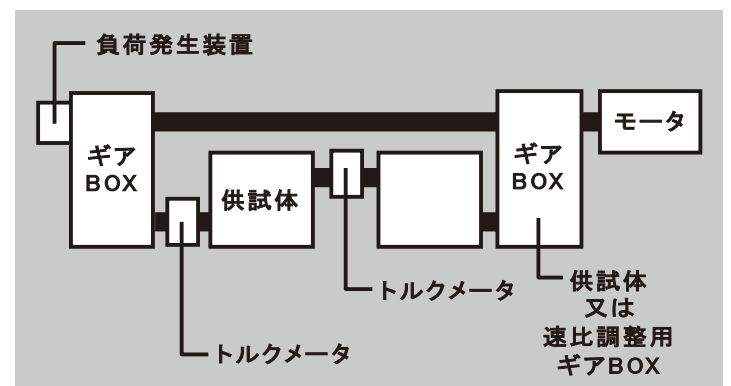 負荷発生装置
モータ
ギア
BOX
ギア
BOX
供試体
トルクメータ
トルクメータ
供試体
又は
速比調整用
ギアBOX